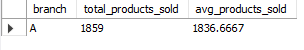 branch total_products_sold avg_products_sold
A 1859 1836.6667